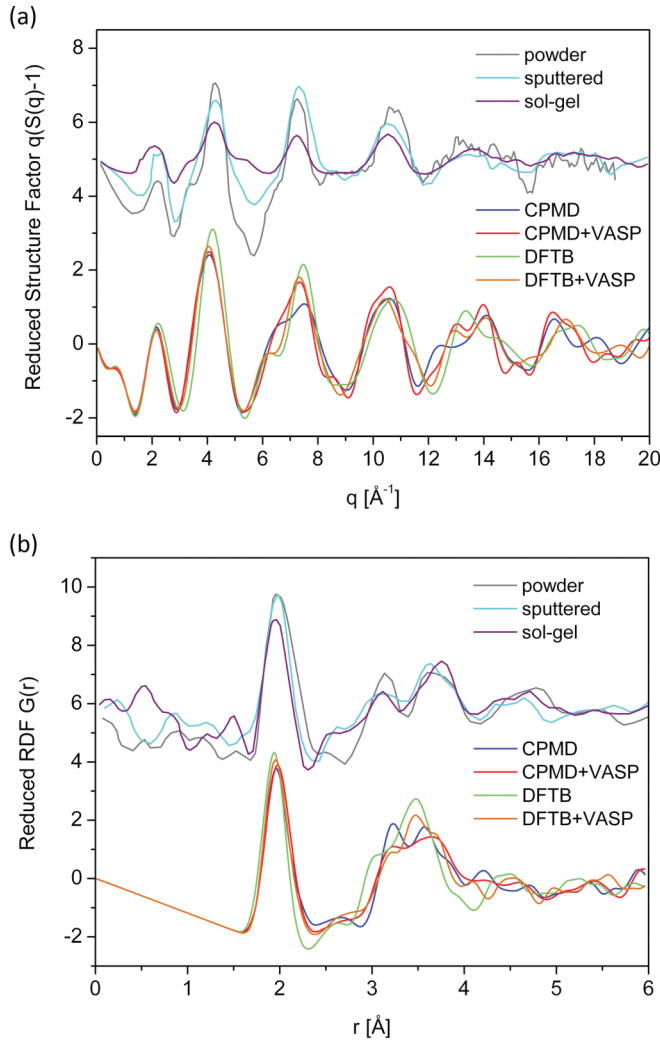 (a)
Reduced Structure Factor q(S(q)-1)
8
6
4
2
0
-2
powder
sputtered
sol-gel
CPMD
CPMD+VASP
DFTB
DFTB+VASP
0 2 4 6 8 10 12 14 16 18 20
q [Å⁻¹]
(b)
Reduced RDF G(r)
10
8
6
4
2
0
-2
powder
sputtered
sol-gel
CPMD
CPMD+VASP
DFTB
DFTB+VASP
0 1 2 3 4 5 6
r [Å]